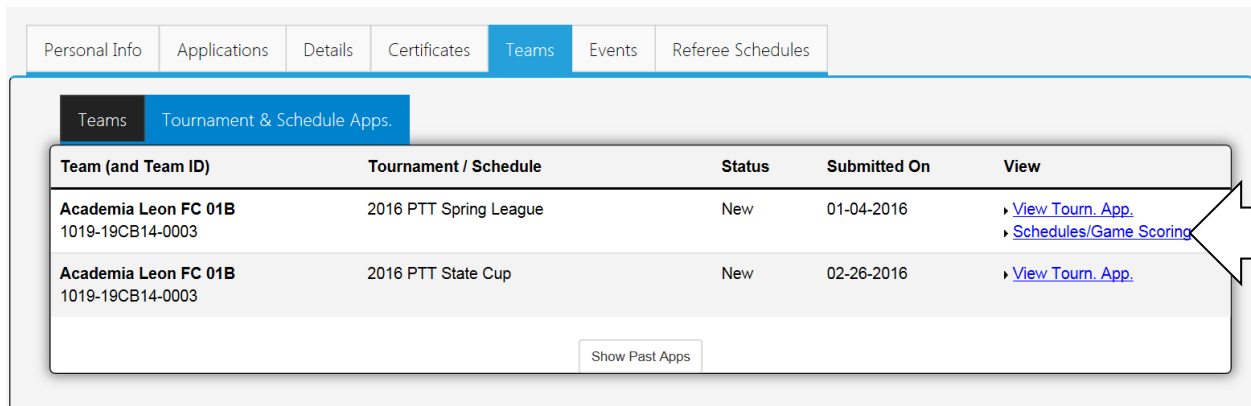 Personal Info Applications Details Certificates Teams Events Referee Schedules
Teams Tournament & Schedule Apps.
Team (and Team ID) Tournament / Schedule Status Submitted On View
Academia Leon FC 01B 2016 PTT Spring League New 01-04-2016 View Tourn. App.
1019-19CB14-0003 Schedules/Game Scoring
Academia Leon FC 01B 2016 PTT State Cup New 02-26-2016 View Tourn. App.
1019-19CB14-0003
Show Past Apps